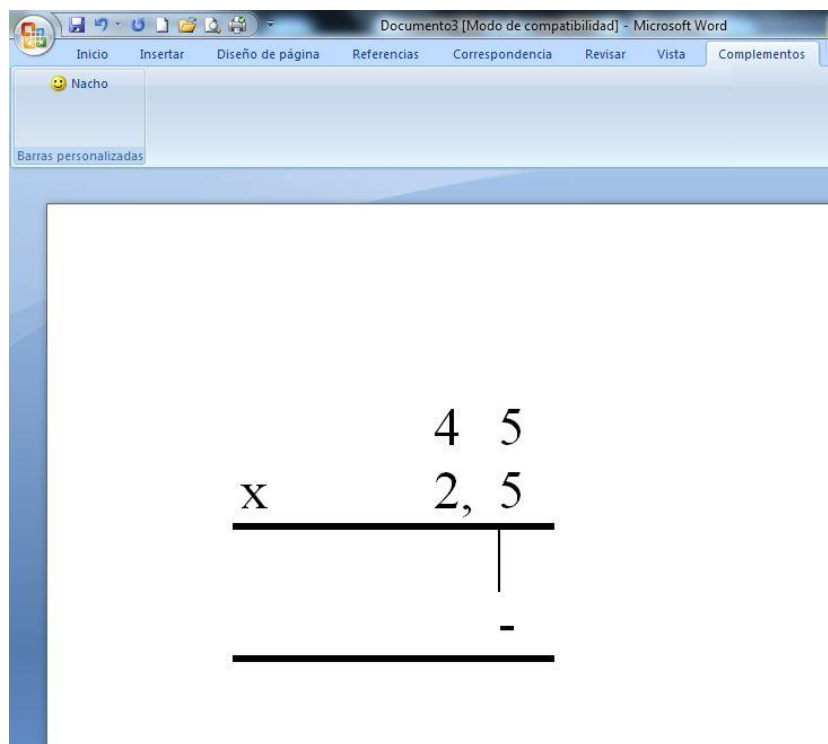 Documento3 [Modo de compatibilidad] - Microsoft Word
Inicio Insertar Diseño de página Referencias Correspondencia Revisar Vista Complementos
Nacho
Barras personalizadas
4 5
x 2, 5
-